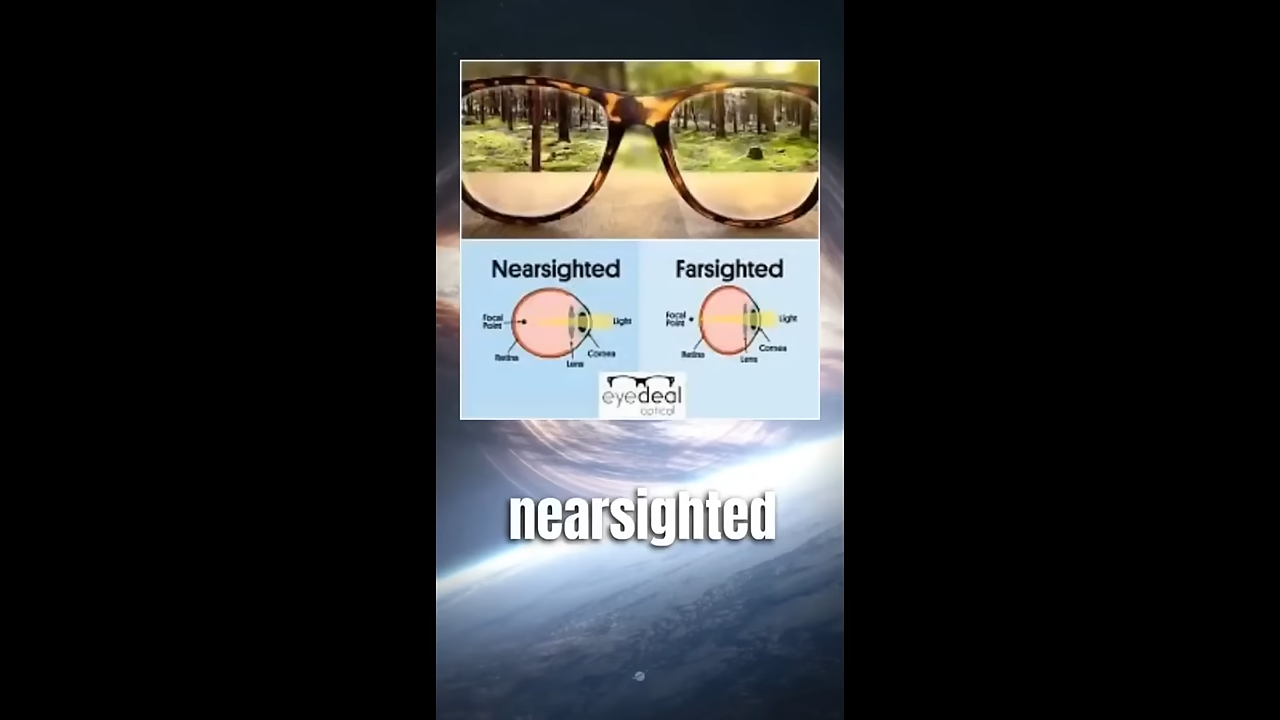 Nearsighted
Farsighted
Focal
Point
Light
Retina
Cornea
Lens
Focal
Point
Light
Retina
Cornea
Lens
eyedeal
optical
nearsighted